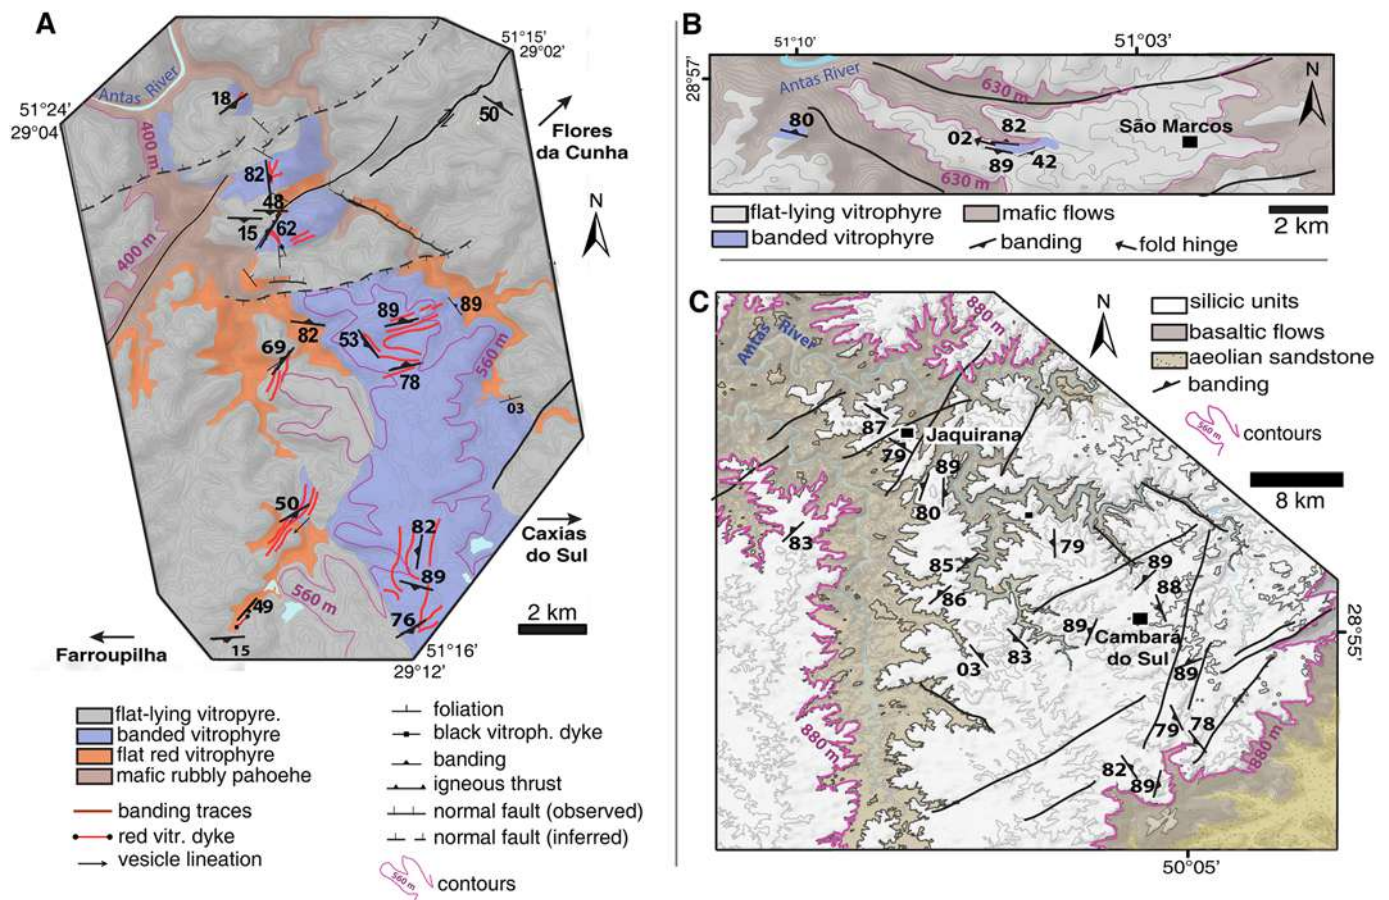 A
51°15'
29°02'
51°24'
29°04'
Antas River
18
50
Flores
da Cunha
400 m
82
48
15
62
N
400 m
89
89
82
53
69
78
560 m
03
50
82
Caxias
do Sul
89
560 m
49
76
2 km
15
Farroupilha
51°16'
29°12'
flat-lying vitropyre.
banded vitrophyre
flat red vitrophyre
mafic rubbly pahoehe
banding traces
red vitr. dyke
vesicle lineation
foliation
black vitroph. dyke
banding
igneous thrust
normal fault (observed)
normal fault (inferred)
560 m
contours
B
51°10'
51°03'
28°57'
Antas River
630 m
N
80
82
São Marcos
02
89
42
630 m
flat-lying vitrophyre
mafic flows
banded vitrophyre
banding
fold hinge
2 km
C
880 m
N
silicic units
basaltic flows
aeolian sandstone
banding
Antas River
560 m
contours
87
Jaquirana
79
89
8 km
80
83
79
85
89
86
88
89
Cambará
do Sul
83
03
89
28°55'
79
78
880 m
880 m
82
89
50°05'